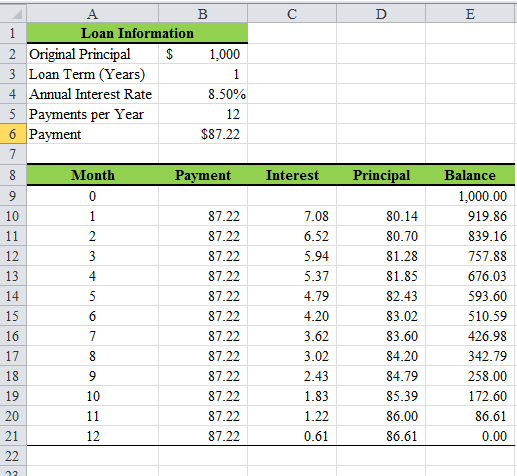 A B C D E
1 Loan Information
2 Original Principal $ 1,000
3 Loan Term (Years) 1
4 Annual Interest Rate 8.50%
5 Payments per Year 12
6 Payment $87.22
7
8 Month Payment Interest Principal Balance
9 0 1,000.00
10 1 87.22 7.08 80.14 919.86
11 2 87.22 6.52 80.70 839.16
12 3 87.22 5.94 81.28 757.88
13 4 87.22 5.37 81.85 676.03
14 5 87.22 4.79 82.43 593.60
15 6 87.22 4.20 83.02 510.59
16 7 87.22 3.62 83.60 426.98
17 8 87.22 3.02 84.20 342.79
18 9 87.22 2.43 84.79 258.00
19 10 87.22 1.83 85.39 172.60
20 11 87.22 1.22 86.00 86.61
21 12 87.22 0.61 86.61 0.00
22
23